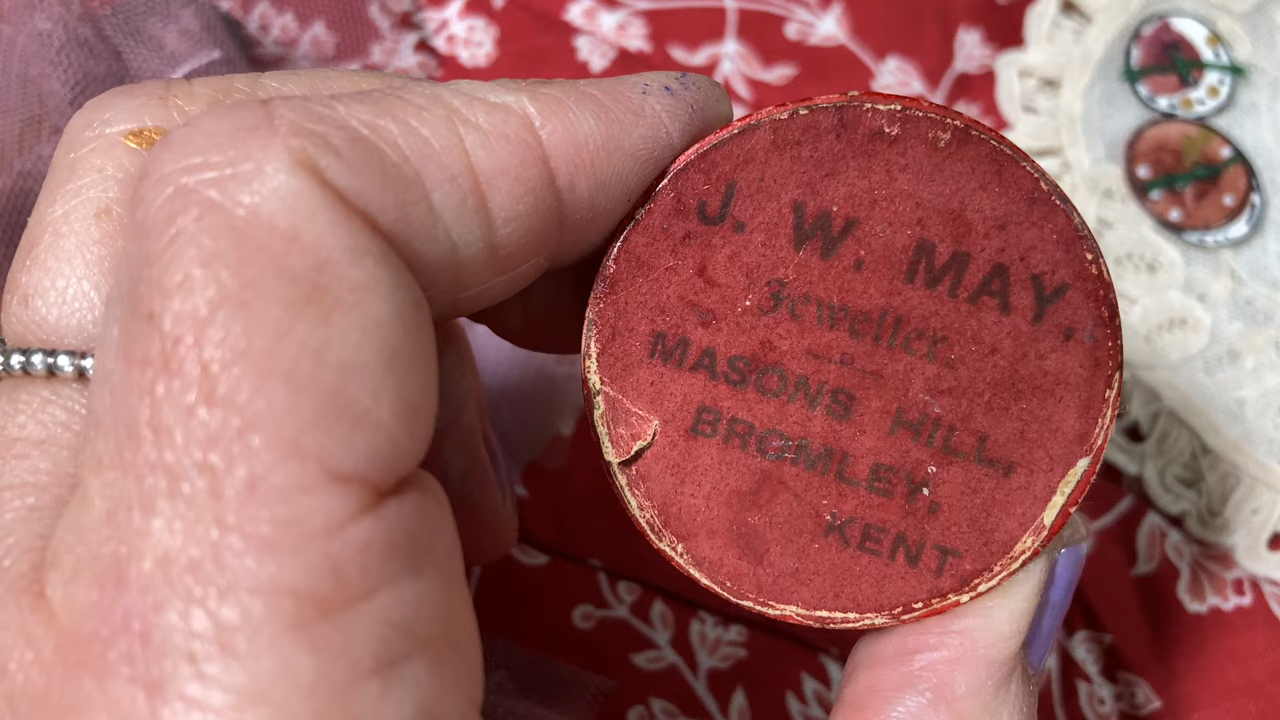 J. W. MAY,
Jeweller.
MASONS HILL,
BROMLEY,
KENT